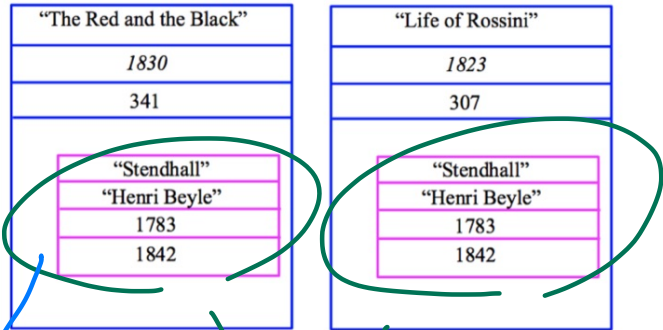 “The Red and the Black”
1830
341
“Stendhall”
“Henri Beyle”
1783
1842
“Life of Rossini”
1823
307
“Stendhall”
“Henri Beyle”
1783
1842